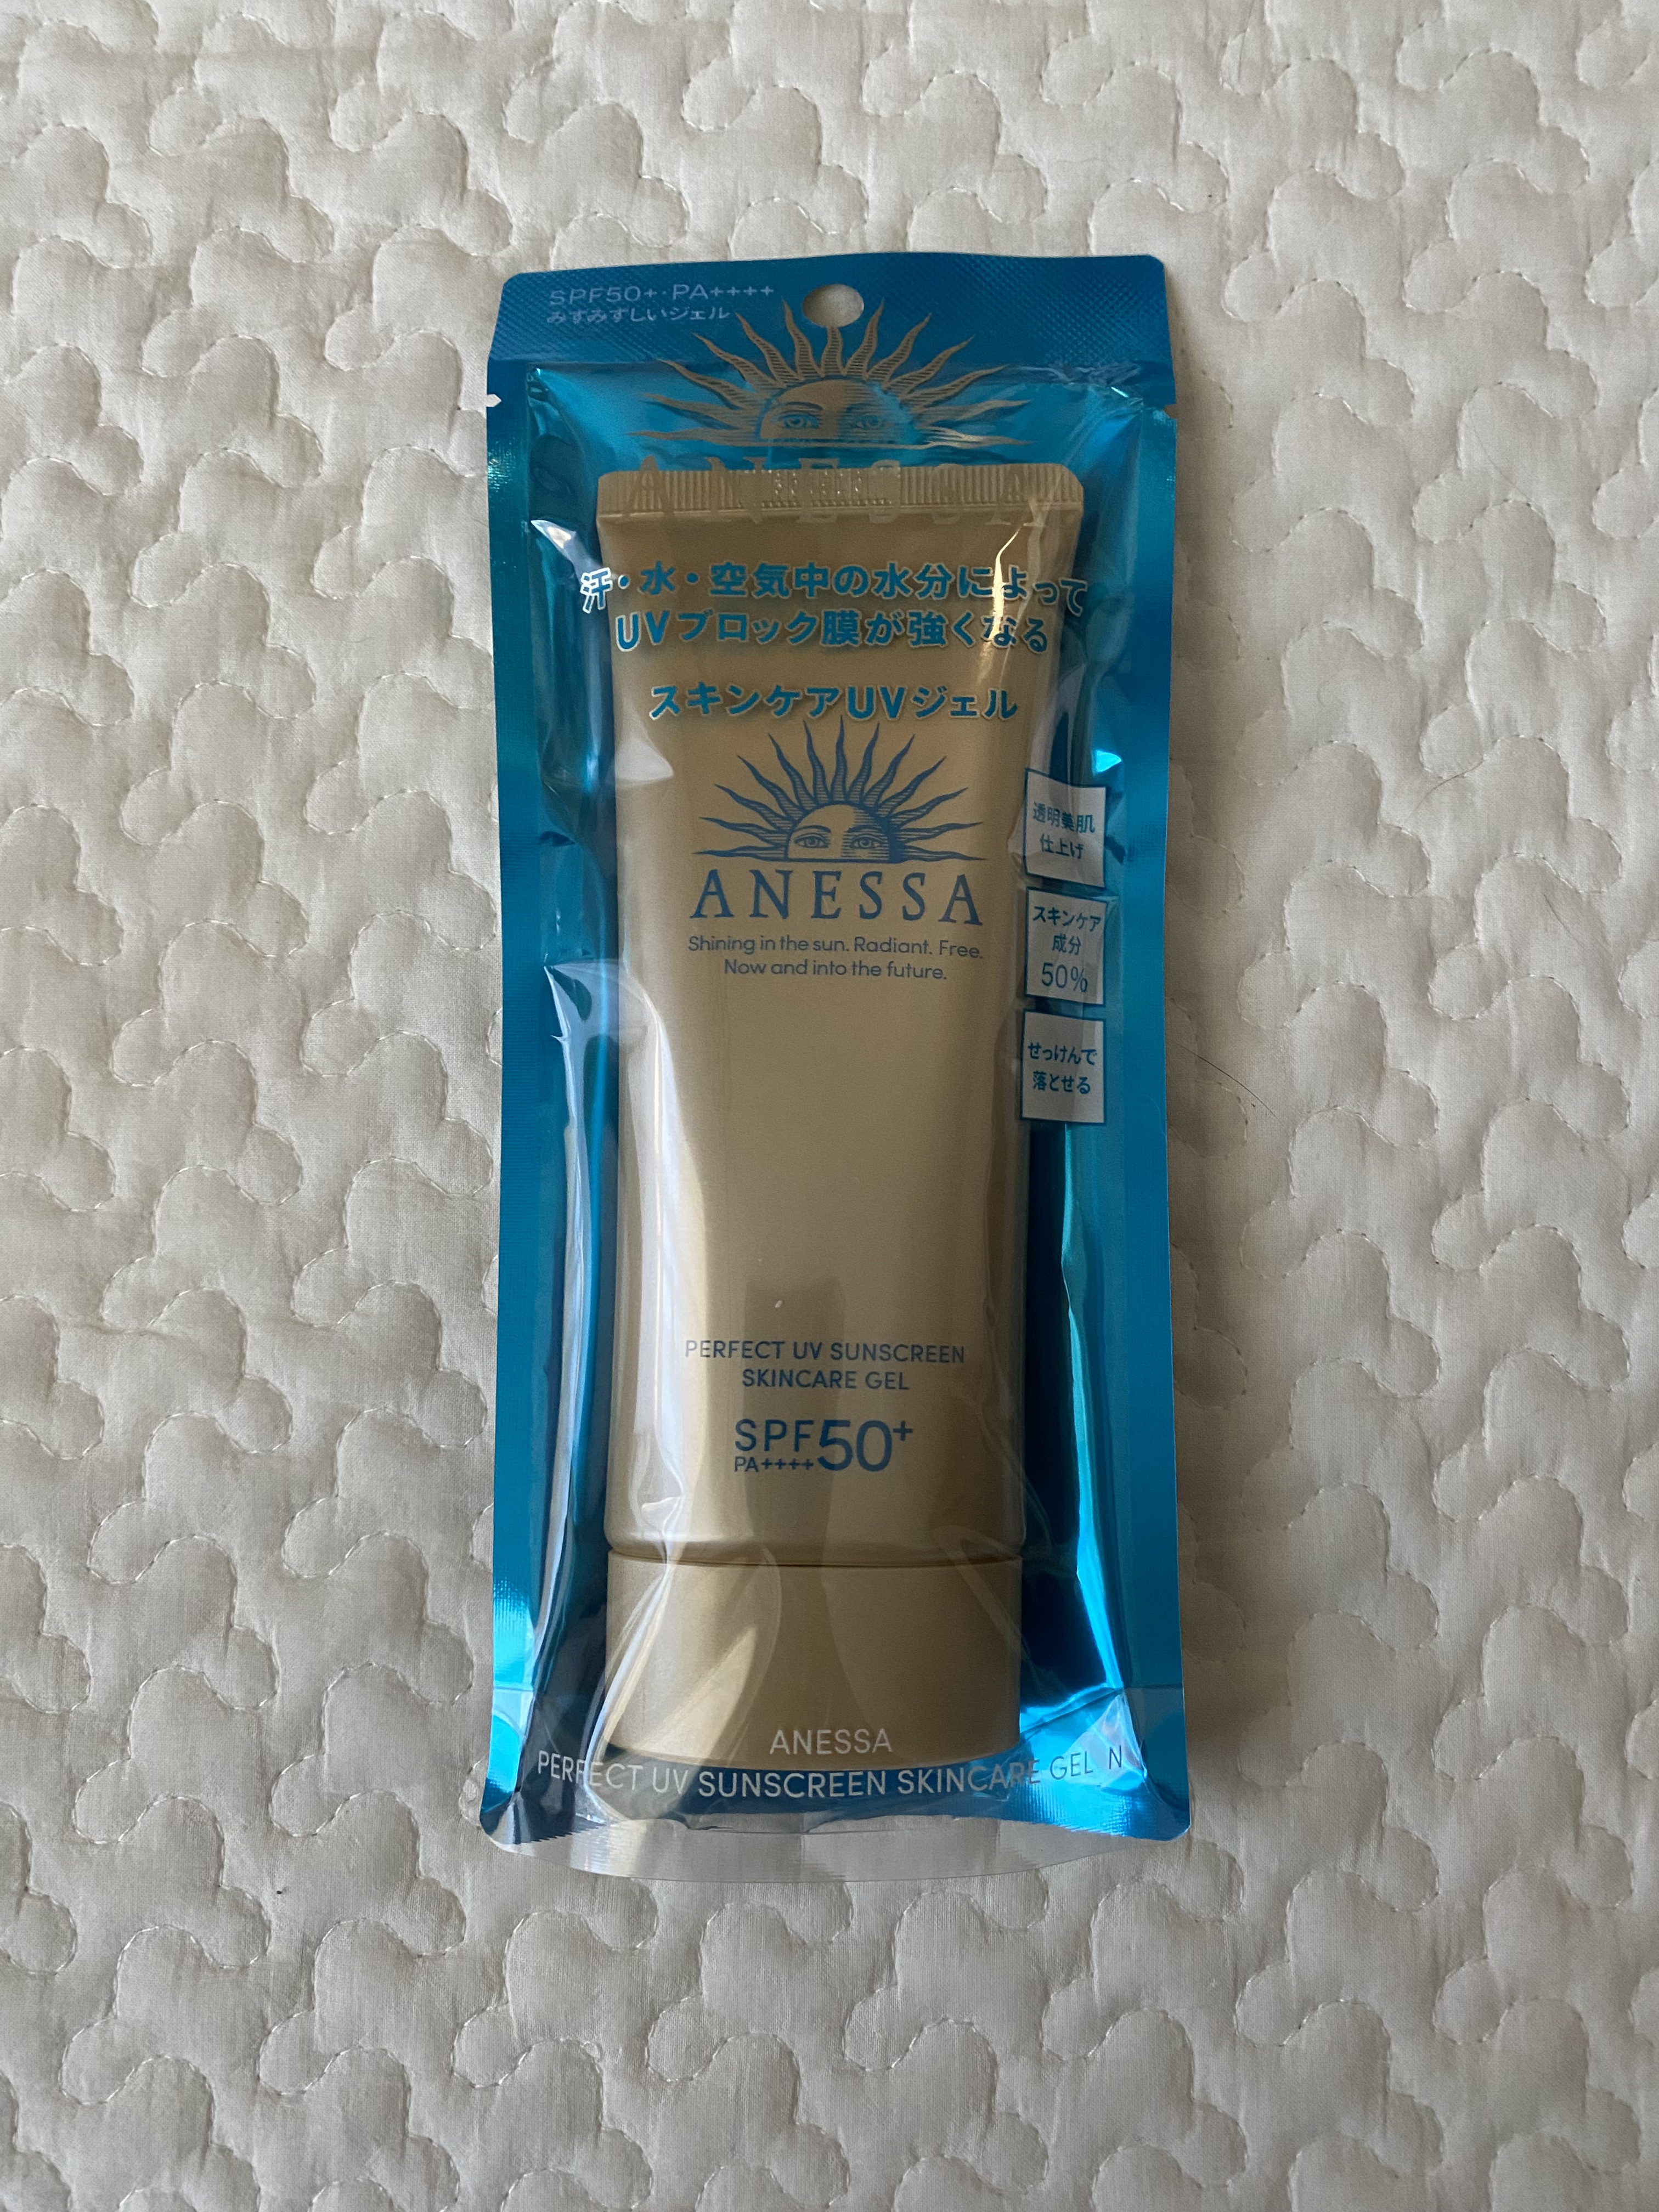 SPF50+・PA++++
みずみずしいジェル
ANESSA
汗・水・空気中の水分によって
UVブロック膜が強くなる
スキンケアUVジェル
ANESSA
Shining in the sun. Radiant. Free.
Now and into the future.
透明美肌
仕上げ
スキンケア
成分
50%
せっけんで
落とせる
PERFECT UV SUNSCREEN
SKINCARE GEL
SPF50+
PA++++
ANESSA
PERFECT UV SUNSCREEN SKINCARE GEL N